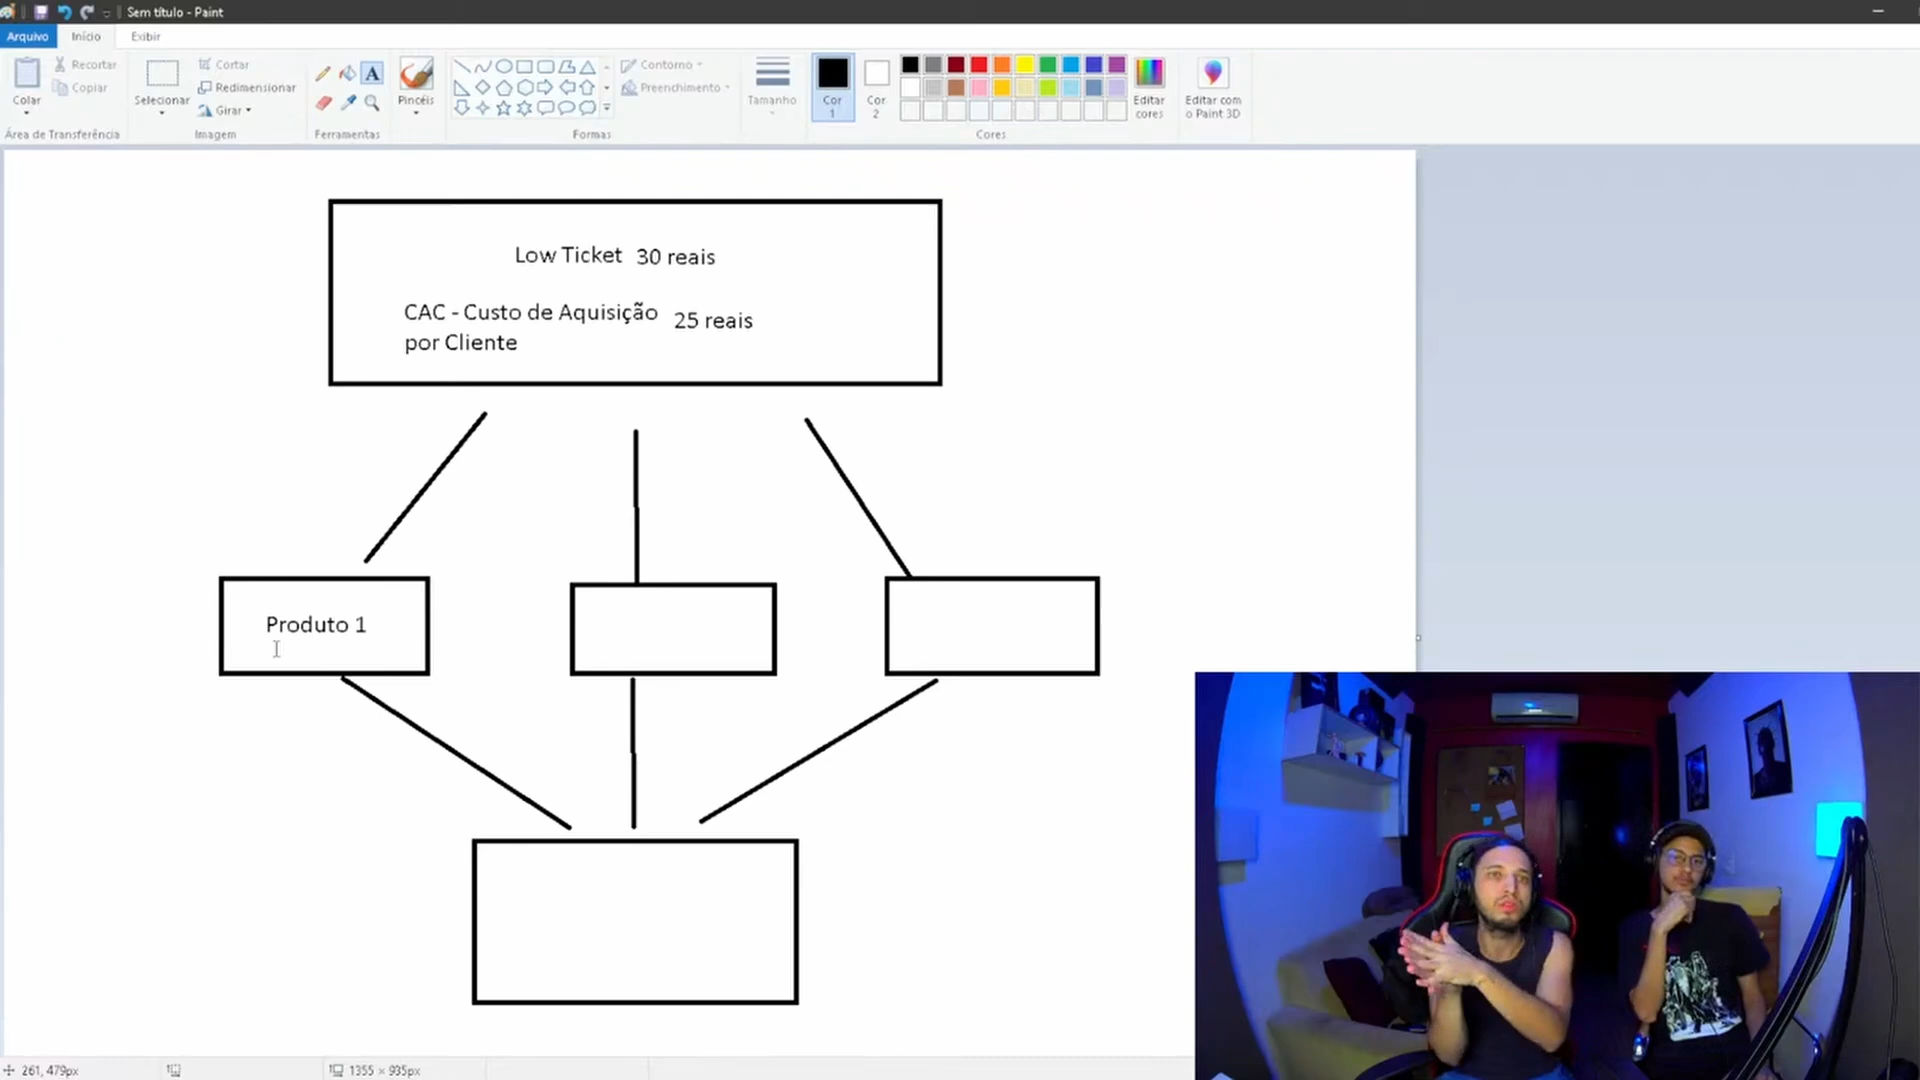 Sem título - Paint
Arquivo
Início
Exibir
Colar
Recortar
Copiar
Área de Transferência
Selecionar
Cortar
Redimensionar
Girar
Imagem
A
Ferramentas
Pincéis
Contorno
Preenchimento
Formas
Tamanho
Cor
1
Cor
2
Cores
Editar
cores
Editar com
o Paint 3D
Low Ticket 30 reais
CAC - Custo de Aquisição 25 reais
por Cliente
Produto 1
261, 479px
1355 × 935px